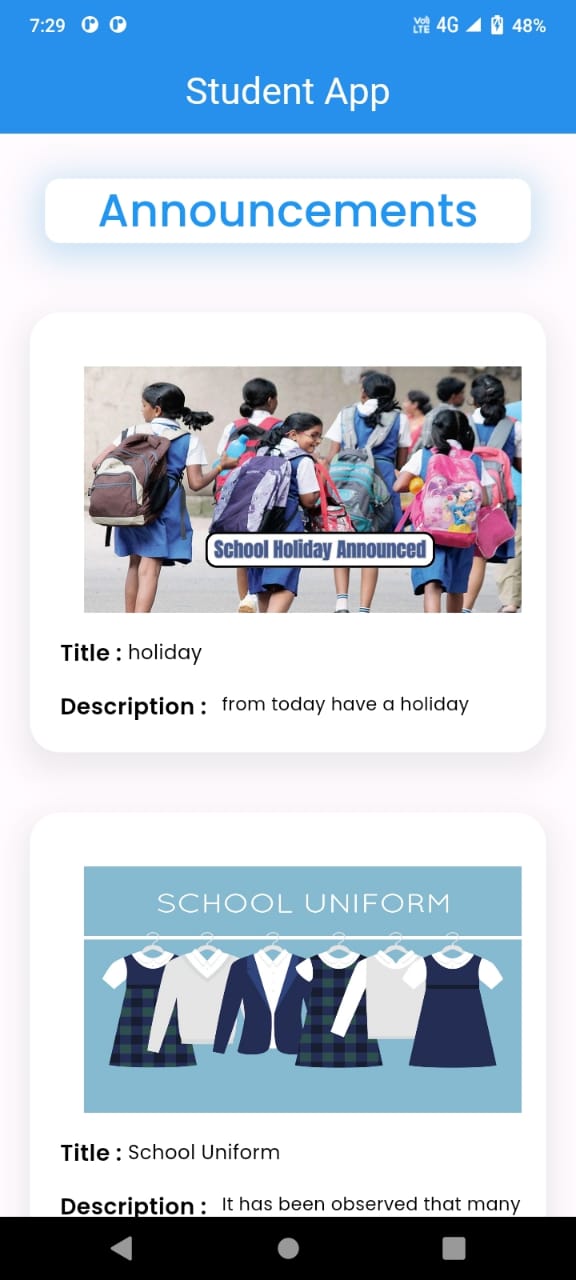 7:29 Vo) LTE 4G 48%
Student App
Announcements
School Holiday Announced
Title : holiday
Description : from today have a holiday
SCHOOL UNIFORM
Title : School Uniform
Description : It has been observed that many